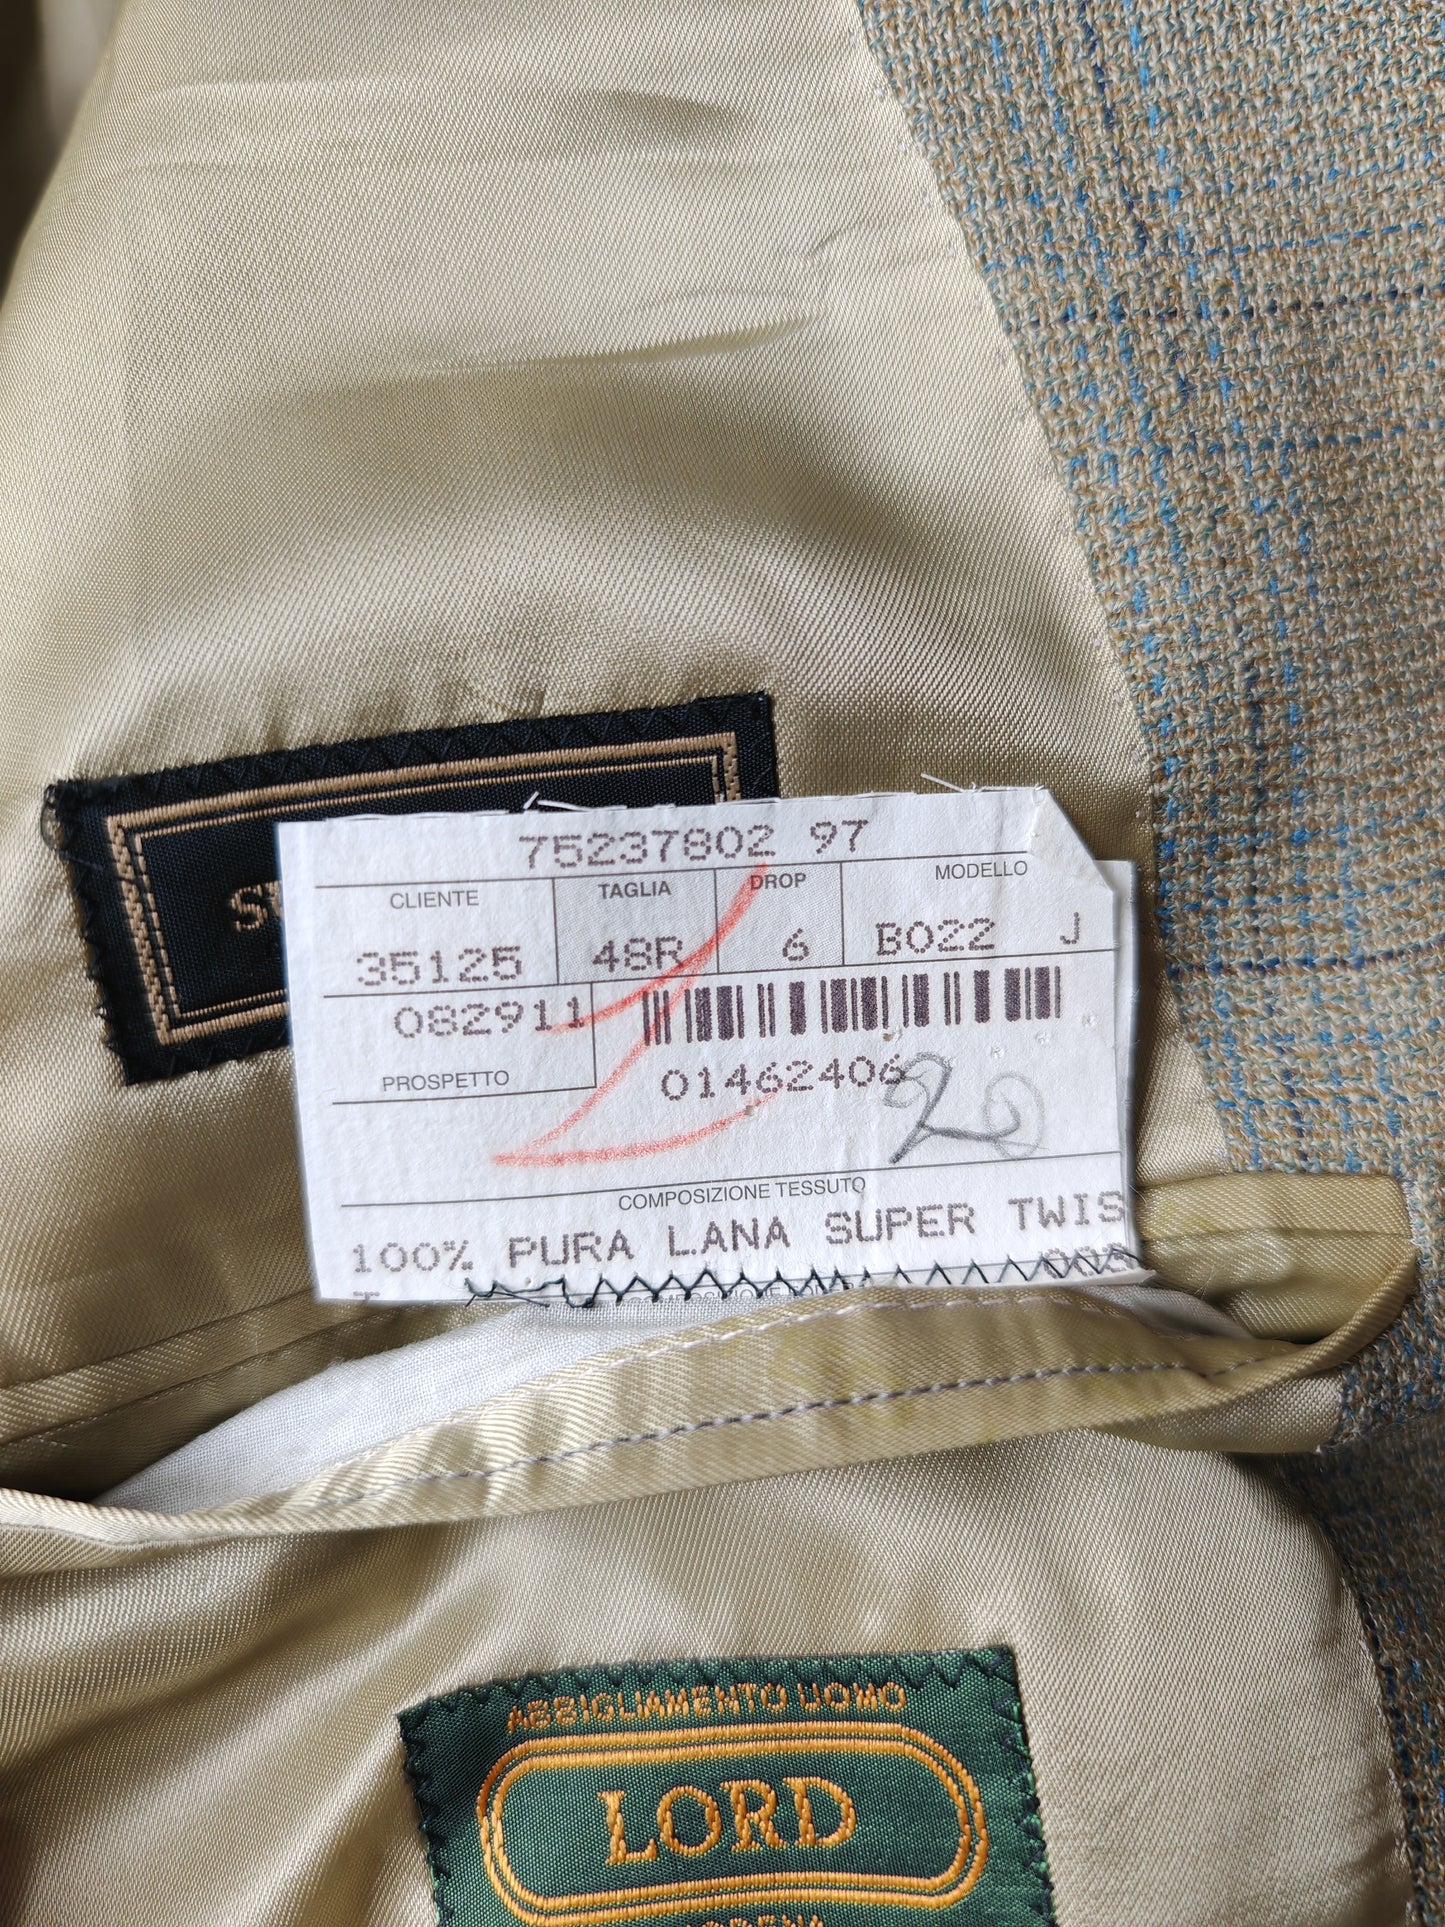 75237802 97
CLIENTE TAGLIA DROP MODELLO
35125 48R 6 B022 J
082911
PROSPETTO
01462406
COMPOSIZIONE TESSUTO
100% PURA LANA SUPER TWIS
ABBIGLIAMENTO UOMO
LORD